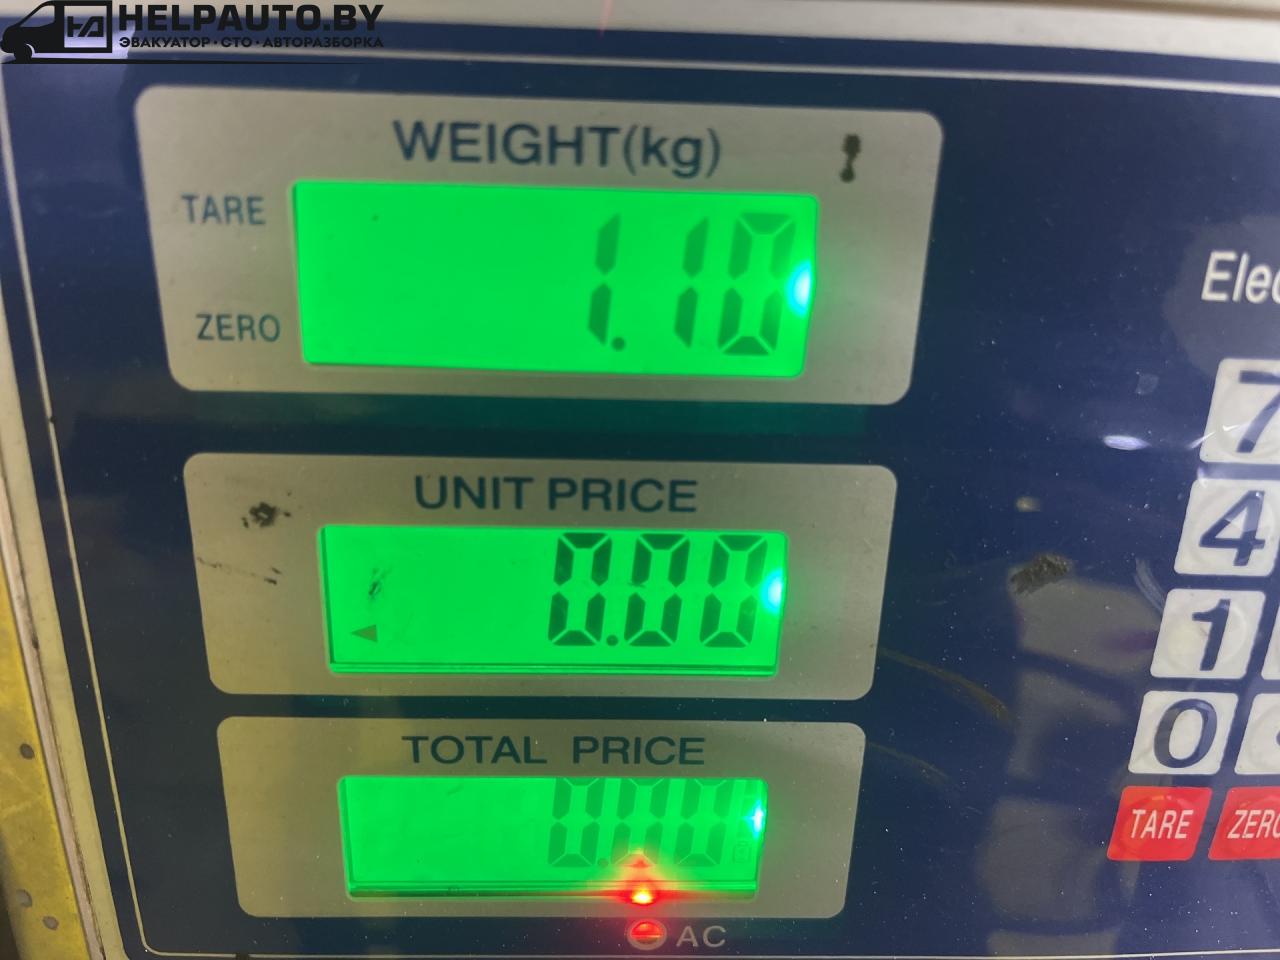 HELPAUTO.BY
ЭВАКУАТОР · СТО · АВТОРАЗБОРКА
WEIGHT(kg)
TARE
1.10
ZERO
Elec
7
UNIT PRICE
4
0.00
1
0
TOTAL PRICE
0.00
TARE ZERO
AC